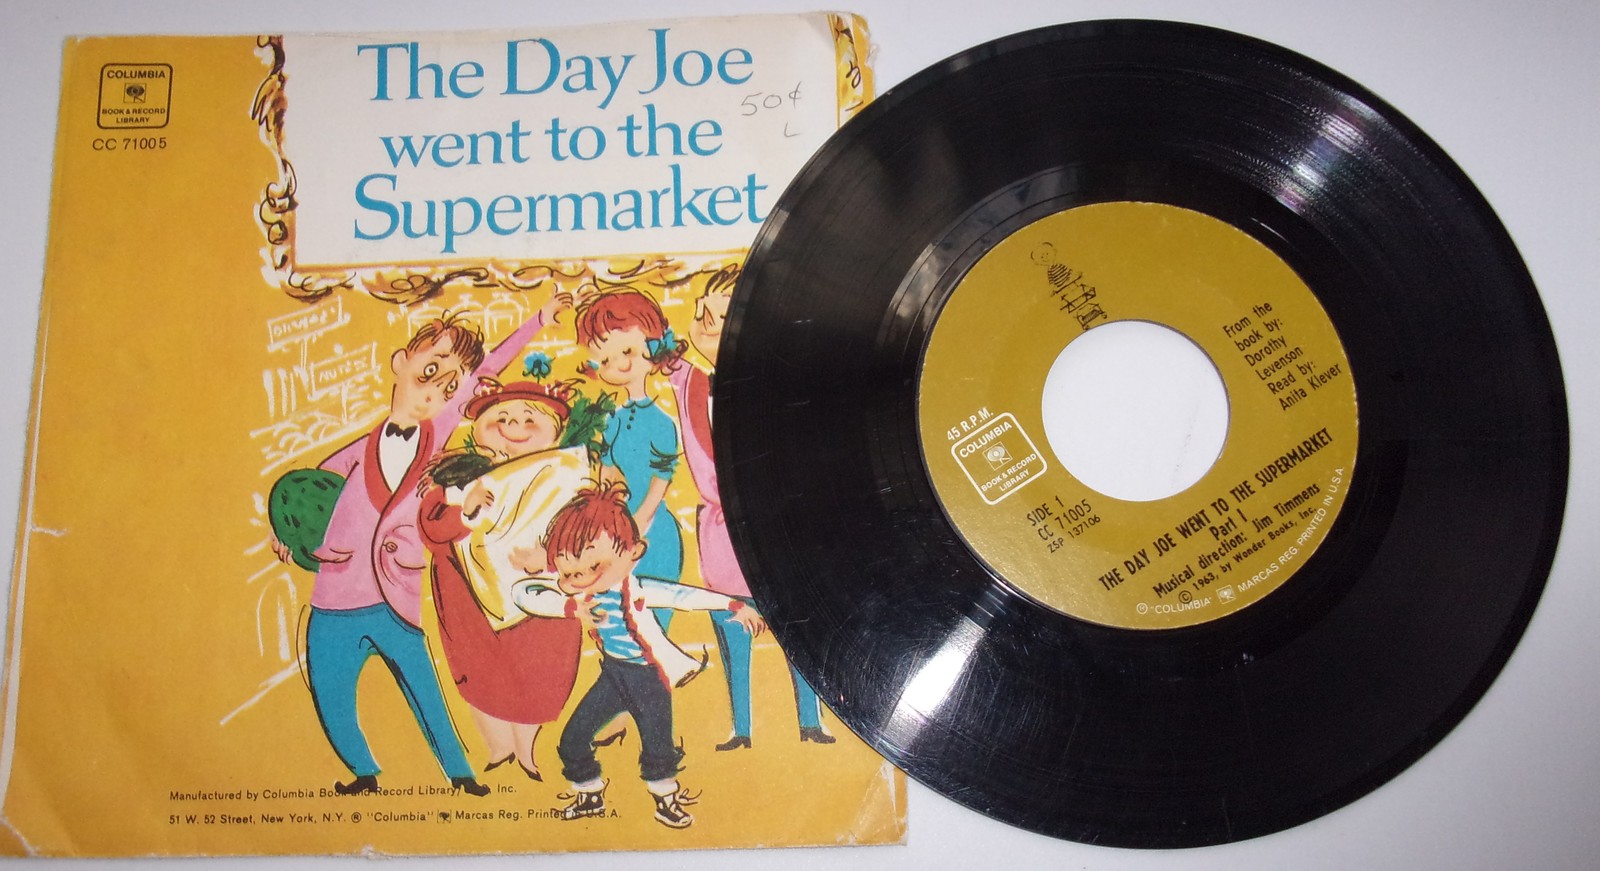 COLUMBIA
BOOK & RECORD
LIBRARY
CC 71005
The Day Joe
went to the
Supermarket
50¢
L
Manufactured by Columbia Book and Record Library/ Inc.
51 W. 52 Street, New York, N.Y. ® "Columbia" Marcas Reg. Printed in U.S.A.
From the
book by:
Dorothy
Levenson
Read by:
Anita Klever
45 R.P.M.
COLUMBIA
BOOK & RECORD
LIBRARY
SIDE 1
CC 71005
ZSP 137106
THE DAY JOE WENT TO THE SUPERMARKET
Part I
Musical direction: Jim Timmens
© 1963, by Wonder Books, Inc.
® "COLUMBIA" MARCAS REG. PRINTED IN U.S.A.